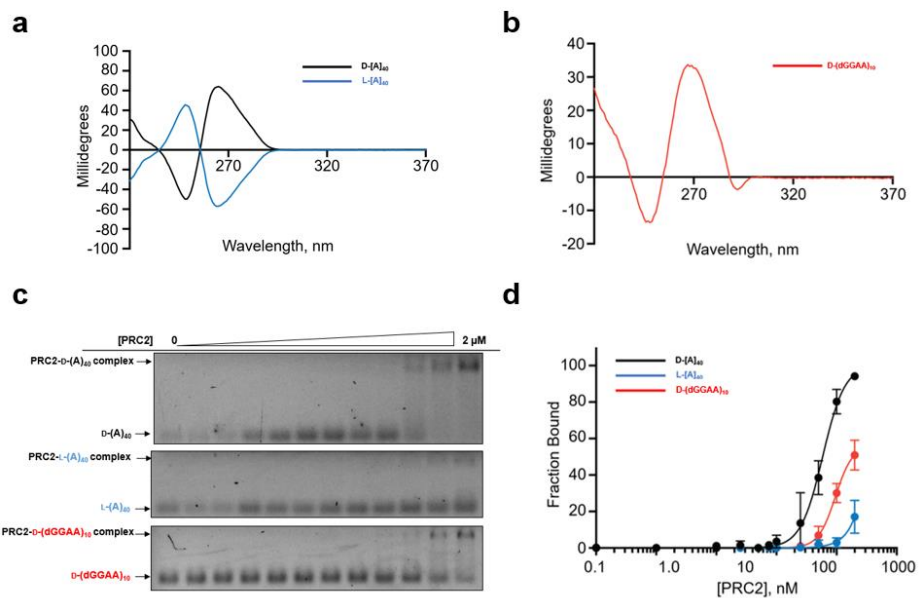 a
100
80
60
40
20
0
-20
-40
-60
-80
-100
Millidegrees
270
320
370
Wavelength, nm
D-[A]₄₀
L-[A]₄₀
b
40
30
20
10
0
-10
-20
Millidegrees
270
320
370
Wavelength, nm
D-(dGGAA)₁₀
c
[PRC2] 0 2 µM
PRC2-D-(A)₄₀ complex
D-(A)₄₀
PRC2-L-(A)₄₀ complex
L-(A)₄₀
PRC2-D-(dGGAA)₁₀ complex
D-(dGGAA)₁₀
d
D-[A]₄₀
L-[A]₄₀
D-(dGGAA)₁₀
100
80
60
40
20
0
Fraction Bound
0.1 1.0 10 100 1000
[PRC2], nM